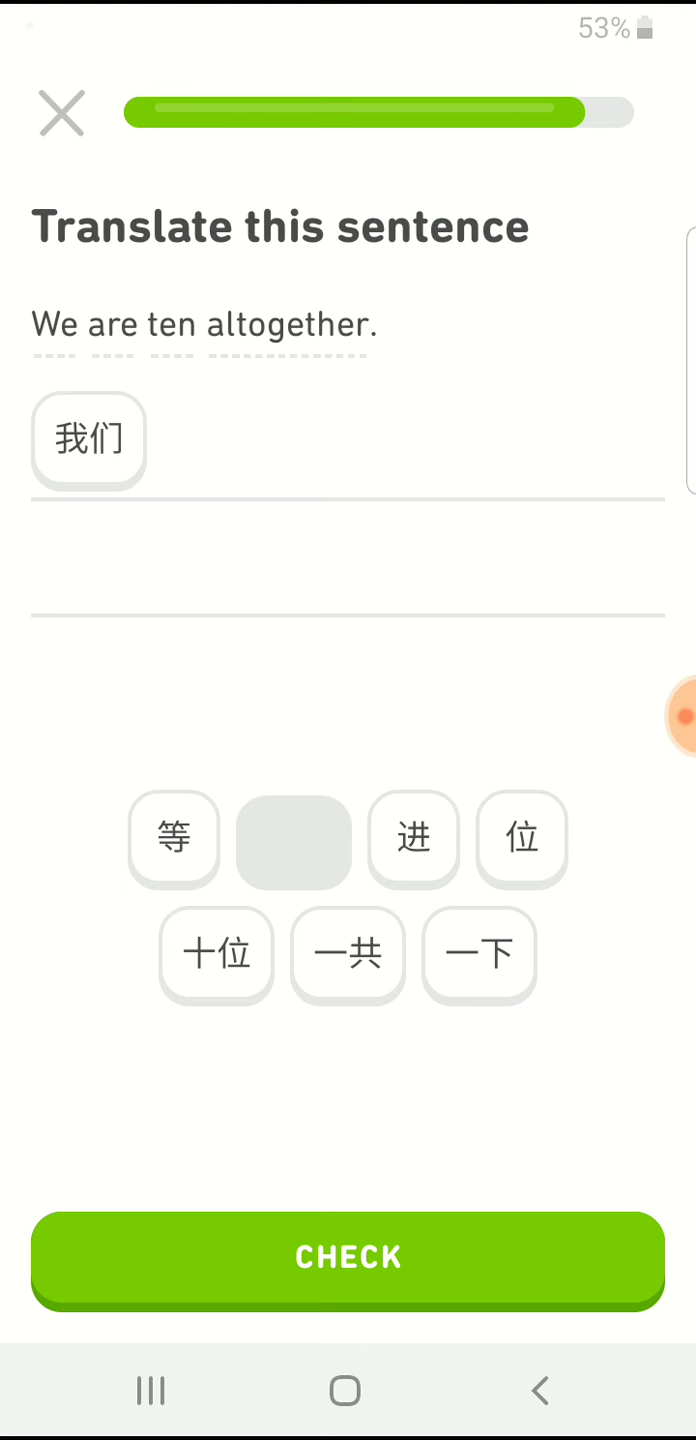 53%
Translate this sentence
We are ten altogether.
我们
等 进 位
十位 一共 一下
CHECK